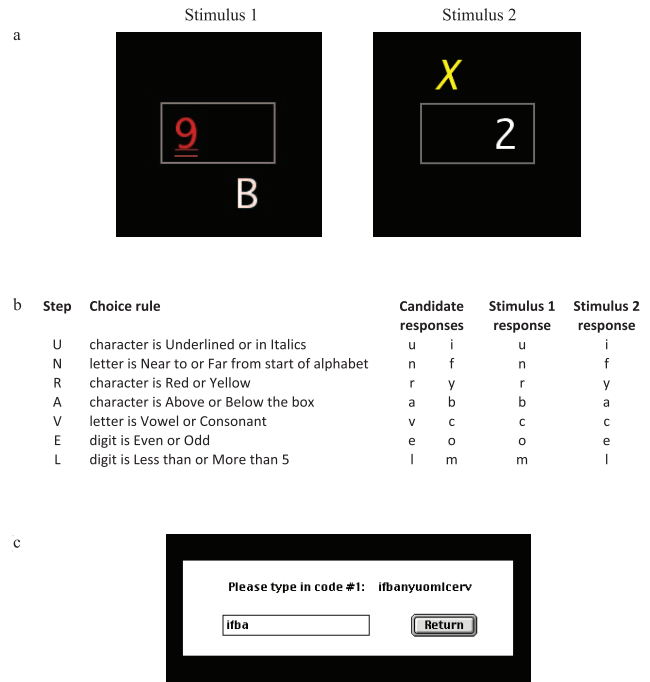 Stimulus 1 Stimulus 2
a
X
9 2
B
b Step Choice rule Candidate responses Stimulus 1 response Stimulus 2 response
U character is Underlined or in Italics u i u i
N letter is Near to or Far from start of alphabet n f n f
R character is Red or Yellow r y r y
A character is Above or Below the box a b b a
V letter is Vowel or Consonant v c c c
E digit is Even or Odd e o o e
L digit is Less than or More than 5 l m m l
c
Please type in code #1: ifbanyuomlcerv
ifba Return